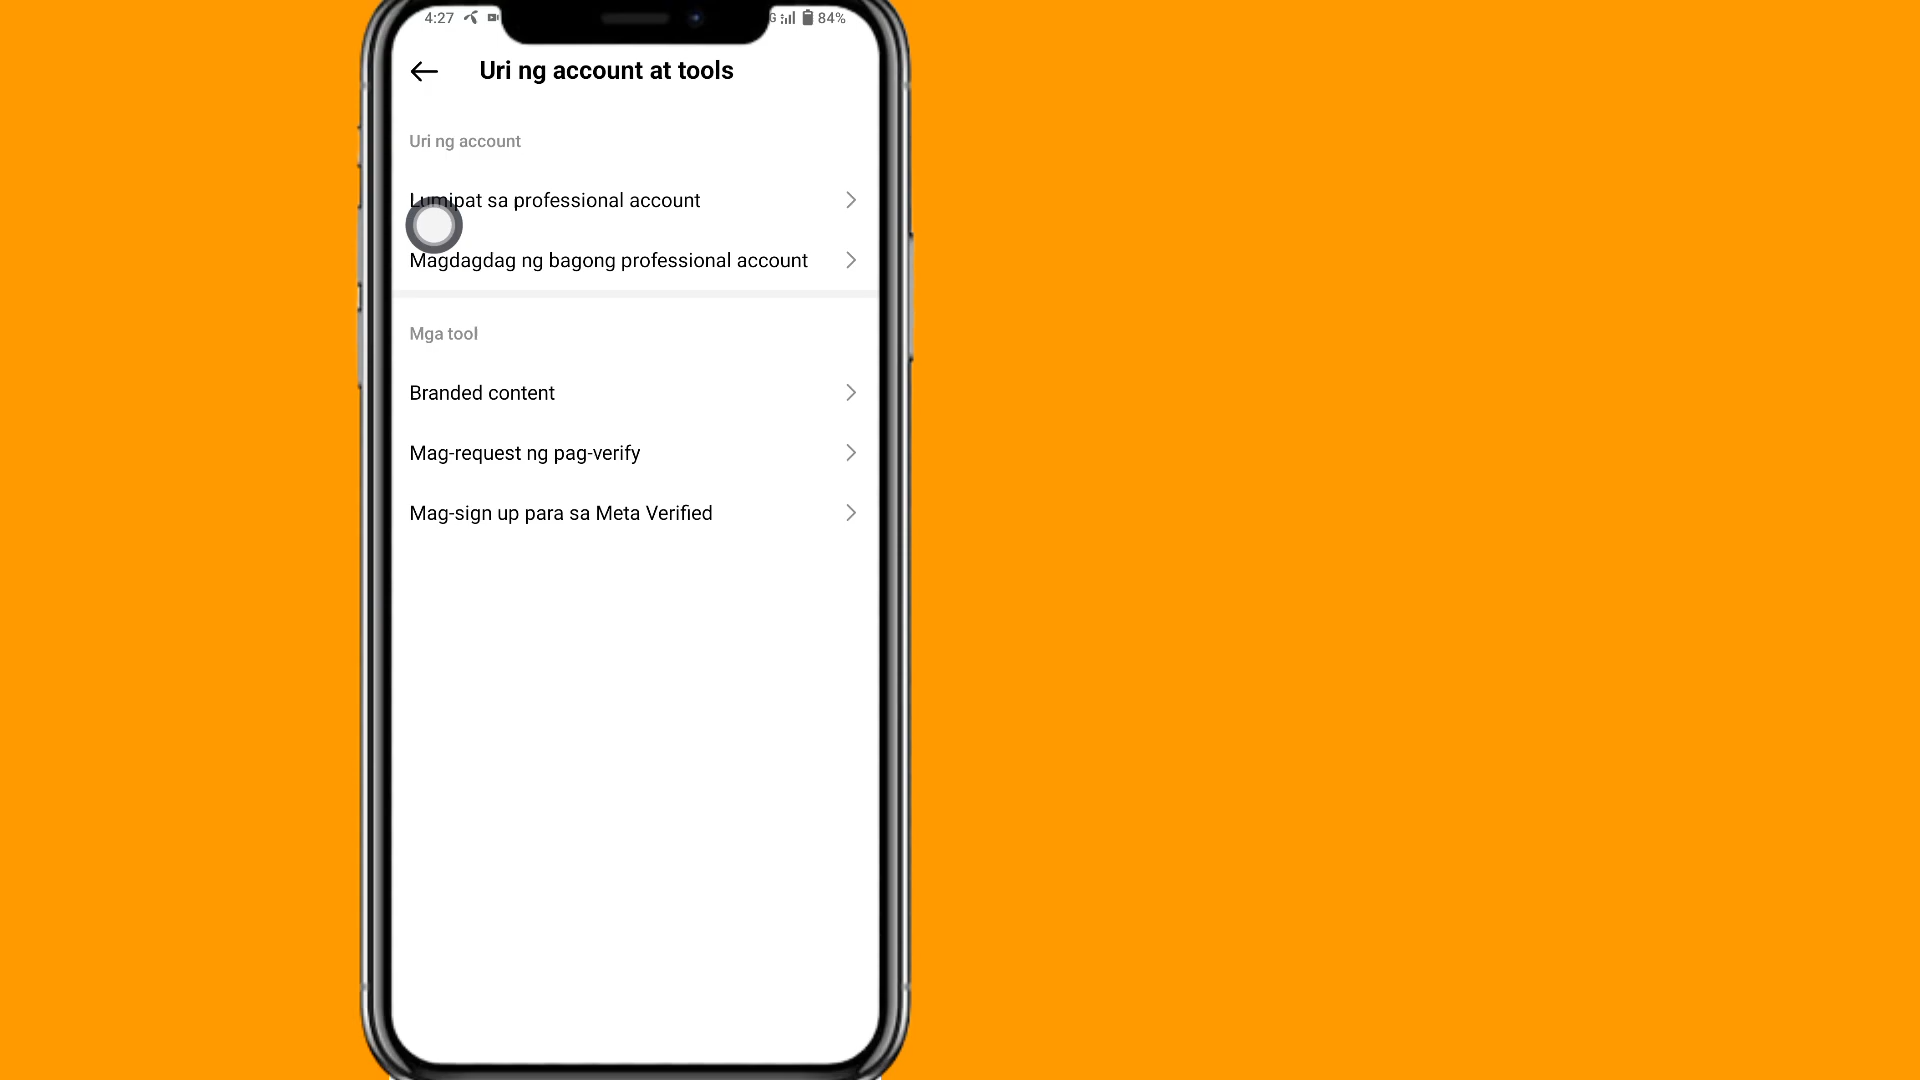 4:27 84%
Uri ng account at tools
Uri ng account
Lumipat sa professional account
Magdagdag ng bagong professional account
Mga tool
Branded content
Mag-request ng pag-verify
Mag-sign up para sa Meta Verified